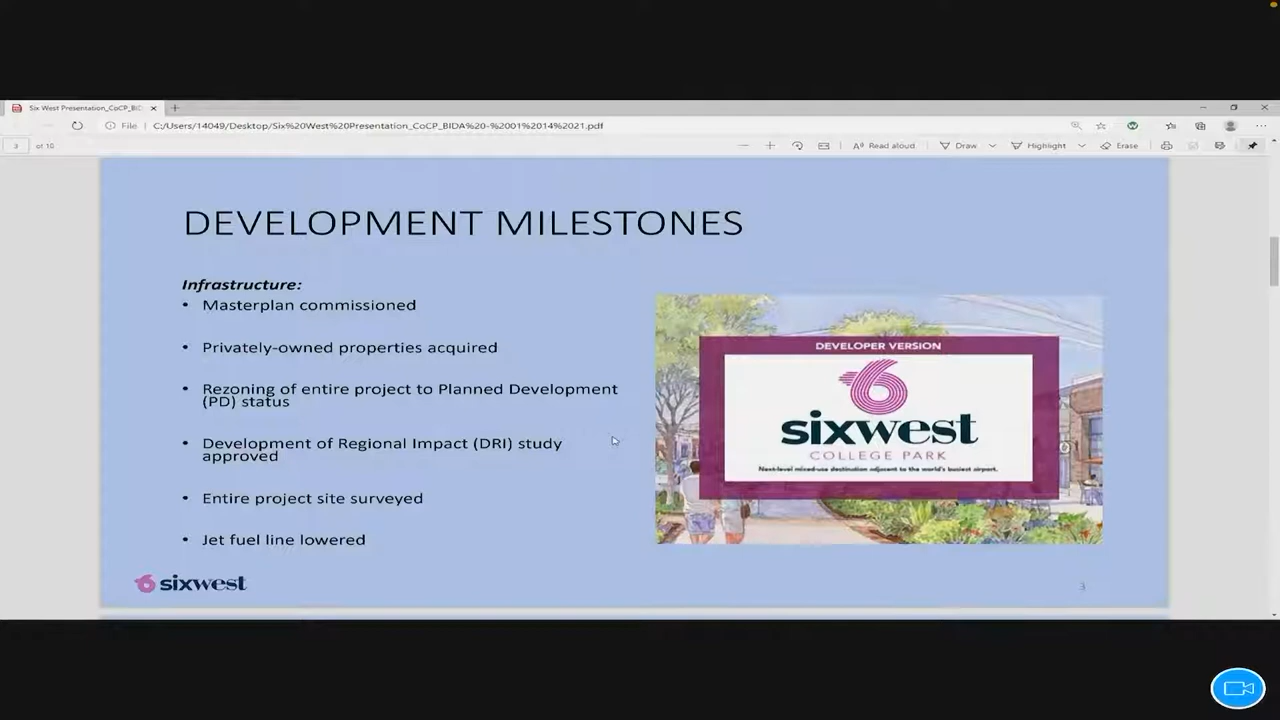 Six West Presentation_CoCP_BID
File
C:/Users/14049/Desktop/Six%20West%20Presentation_CoCP_BIDA%20-%2001%2014%2021.pdf
3 of 10
Read aloud
Draw
Highlight
Erase
DEVELOPMENT MILESTONES
Infrastructure:
• Masterplan commissioned
• Privately-owned properties acquired
• Rezoning of entire project to Planned Development
(PD) status
• Development of Regional Impact (DRI) study
approved
• Entire project site surveyed
• Jet fuel line lowered
DEVELOPER VERSION
6
sixwest
COLLEGE PARK
Next-level mixed-use destination adjacent to the world's busiest airport.
sixwest
3